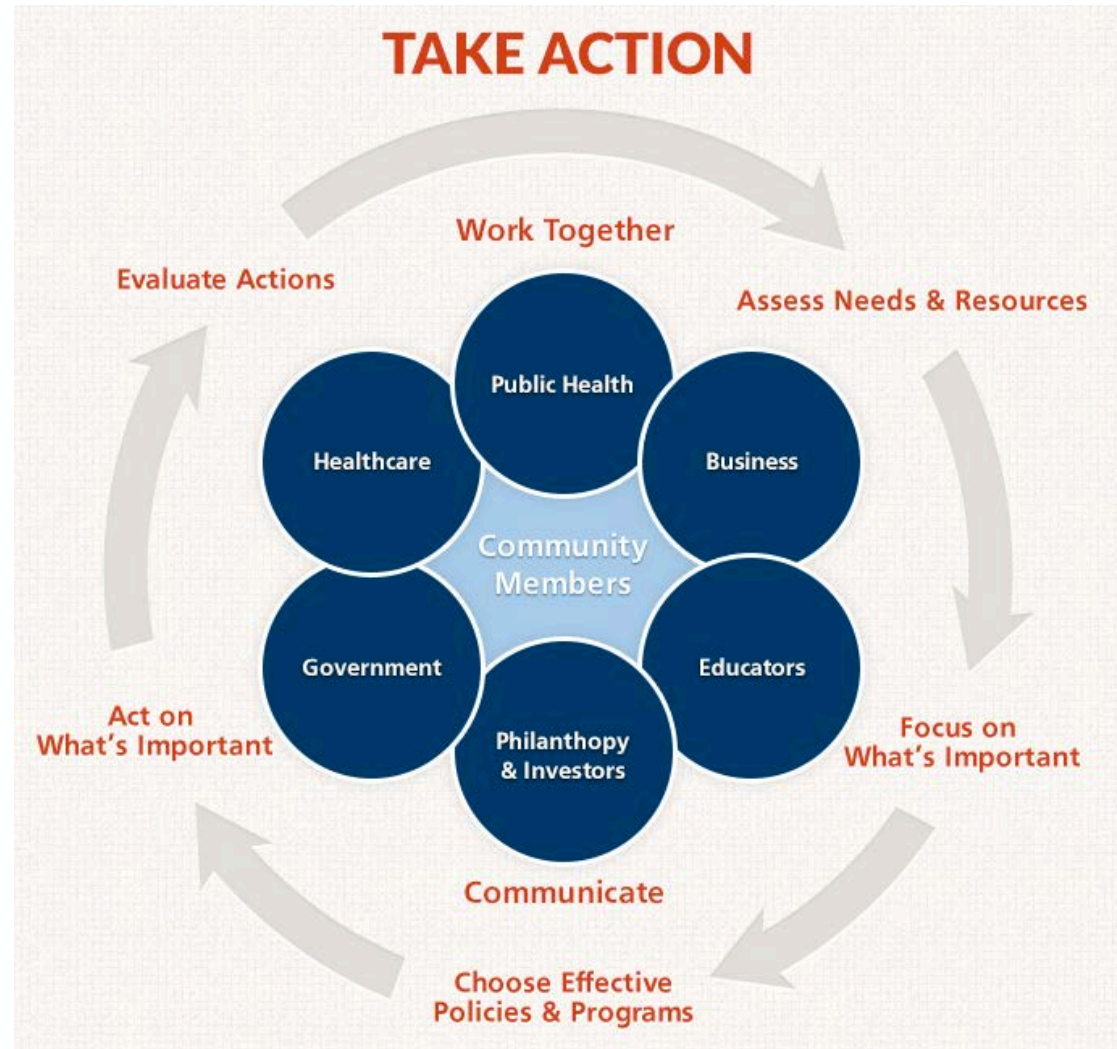 TAKE ACTION
Work Together
Evaluate Actions
Assess Needs & Resources
Public Health
Healthcare
Business
Community
Members
Government
Educators
Philanthopy
& Investors
Act on
What's Important
Focus on
What's Important
Communicate
Choose Effective
Policies & Programs